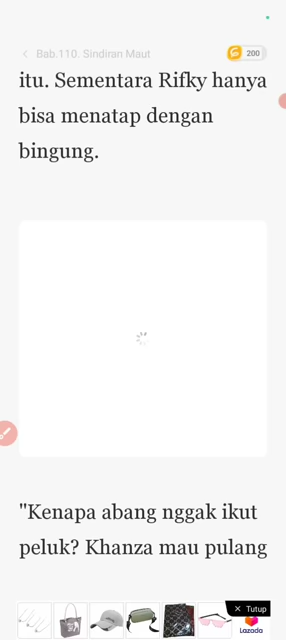 Bab.110. Sindiran Maut
200
itu. Sementara Rifky hanya
bisa menatap dengan
bingung.
"Kenapa abang nggak ikut
peluk? Khanza mau pulang
× Tutup
Lazada